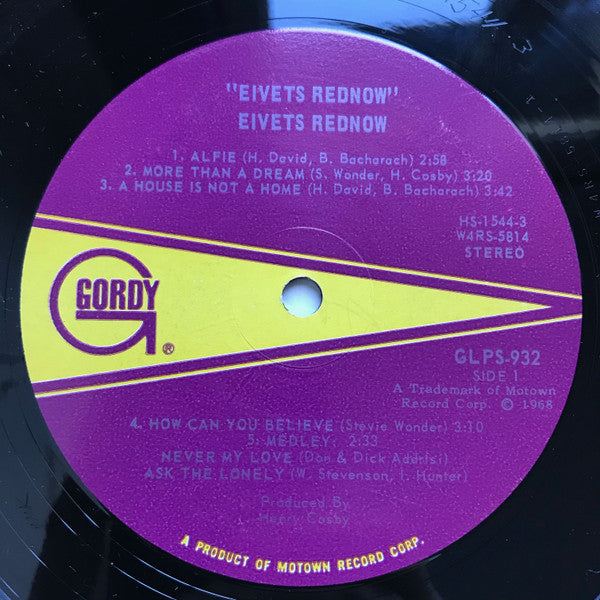 "EIVETS REDNOW"
EIVETS REDNOW
1. ALFIE (H. David, B. Bacharach) 2:58
2. MORE THAN A DREAM (S. Wonder, H. Cosby) 3:20
3. A HOUSE IS NOT A HOME (H. David, B. Bacharach) 3:42
HS-1544-3
W4RS-5814
STEREO
GORDY
®
GLPS-932
SIDE 1
A Trademark of Motown
Record Corp. © 1968
4. HOW CAN YOU BELIEVE (Stevie Wonder) 3:10
5. MEDLEY: 2:33
NEVER MY LOVE (Don & Dick Addrisi)
ASK THE LONELY (W. Stevenson, I. Hunter)
Produced By
Henry Cosby
A PRODUCT OF MOTOWN RECORD CORP.